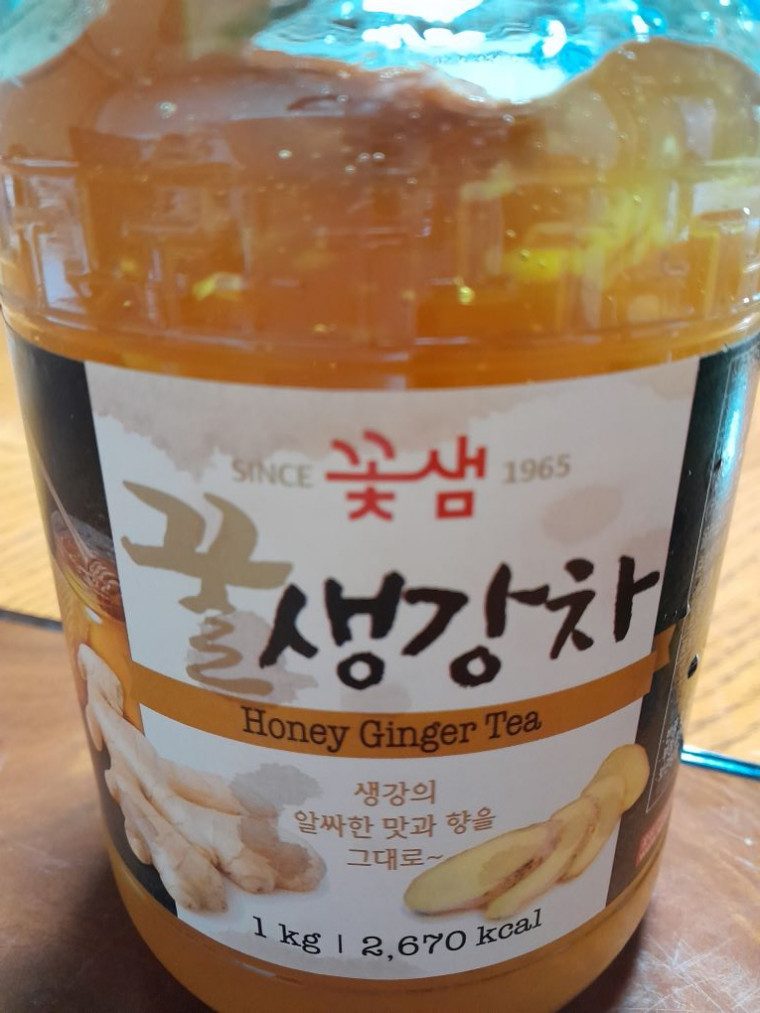 SINCE 꽃샘 1965
꿀생강차
Honey Ginger Tea
생강의
알싸한 맛과 향을
그대로~
1 kg | 2,670 kcal